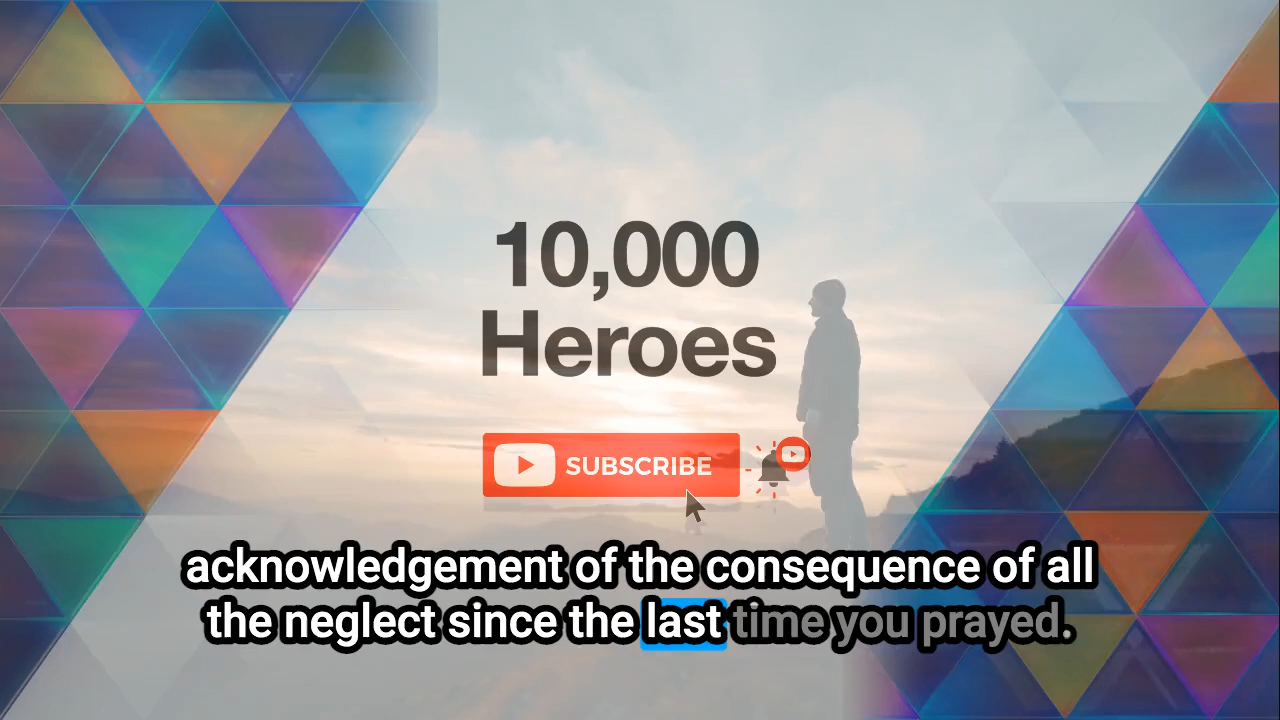 10,000
Heroes
SUBSCRIBE
acknowledgement of the consequence of all
the neglect since the last time you prayed.